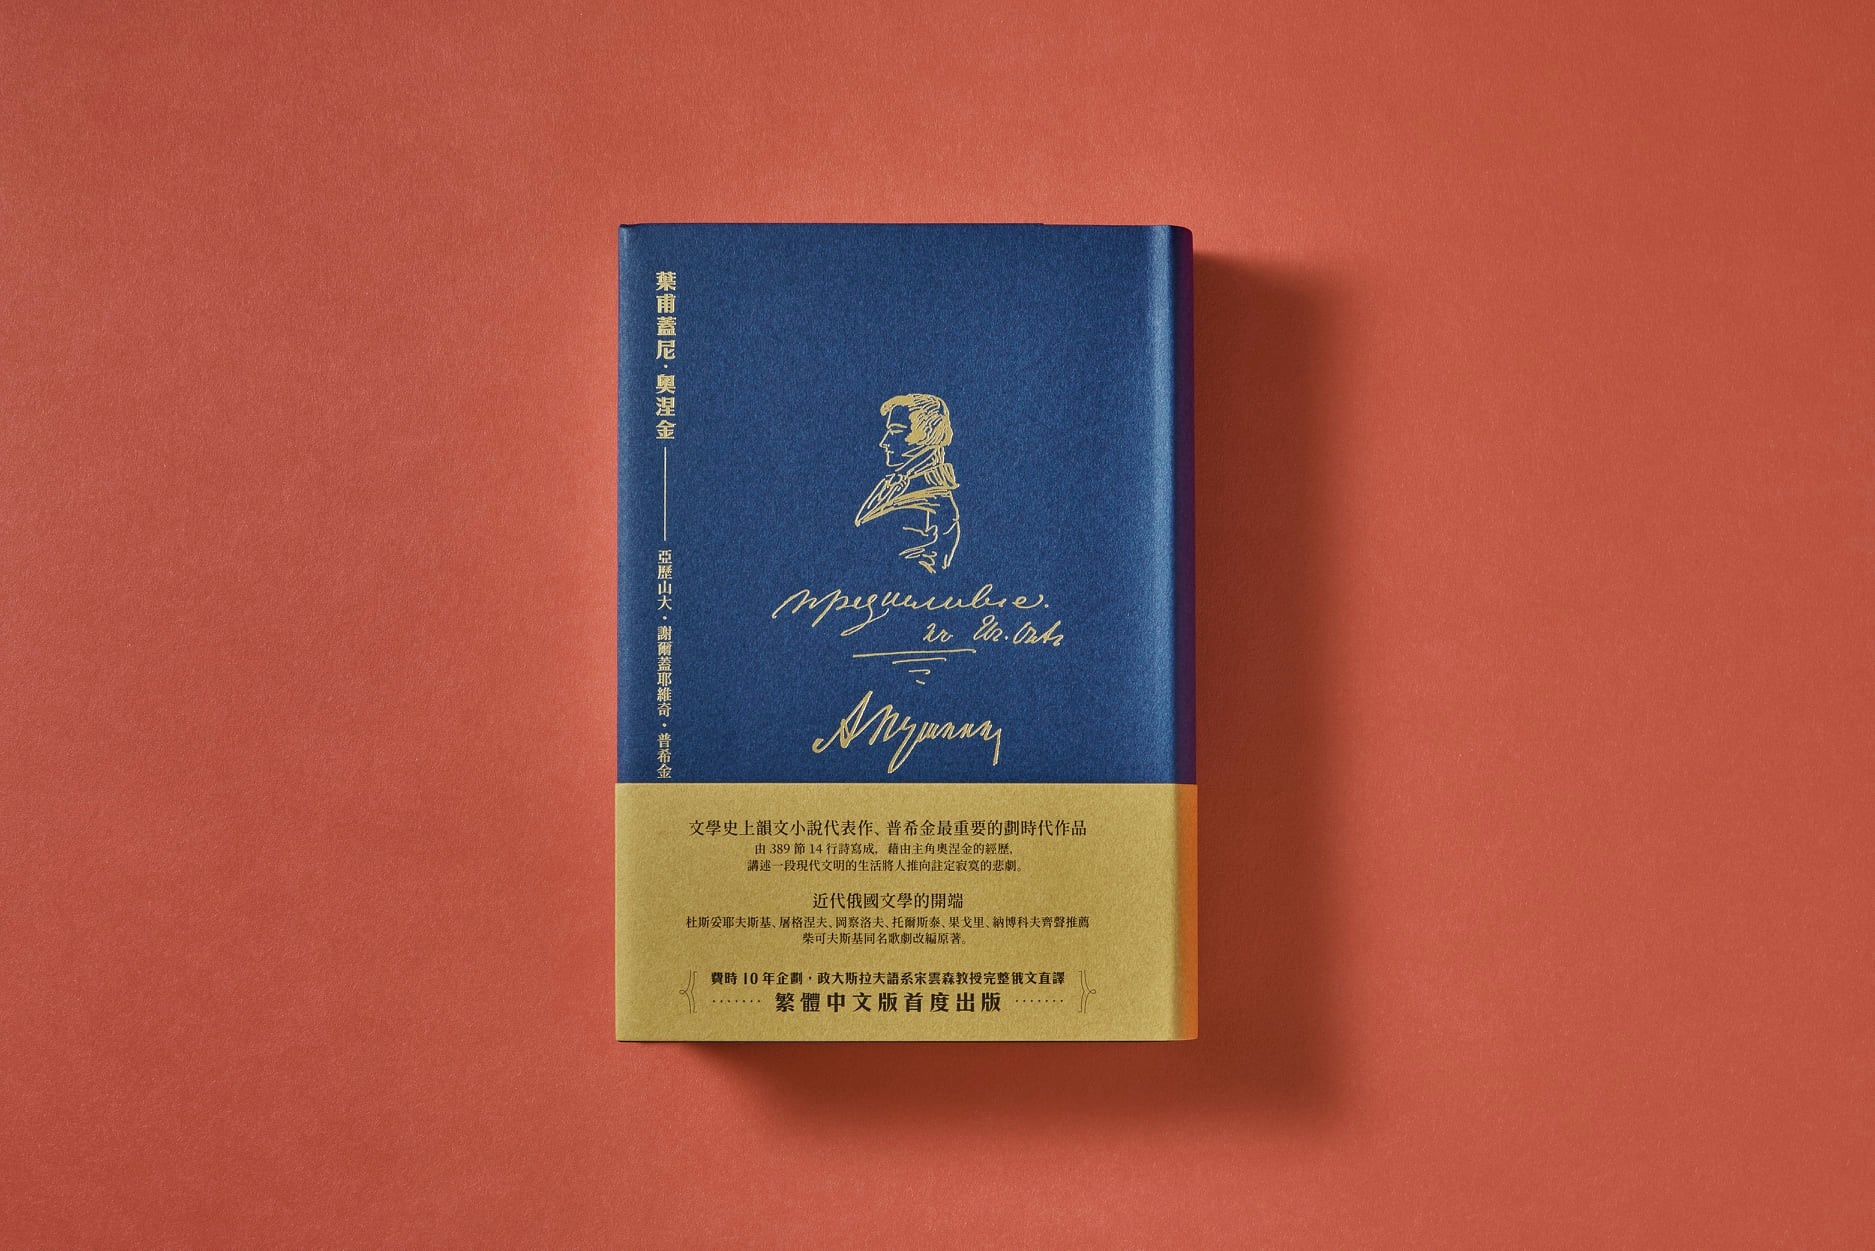 葉甫蓋尼·奧涅金
亞歷山大·謝爾蓋耶維奇·普希金
文學史上韻文小說代表作、普希金最重要的劃時代作品
由 389 節 14 行詩寫成，藉由主角奧涅金的經歷，
講述一段現代文明的生活將人推向註定寂寞的悲劇。
近代俄國文學的開端
杜斯妥耶夫斯基、屠格涅夫、岡察洛夫、托爾斯泰、果戈里、納博科夫齊聲推薦
柴可夫斯基同名歌劇改編原著。
費時 10 年企劃，政大斯拉夫語系宋雲森教授完整俄文直譯
繁體中文版首度出版